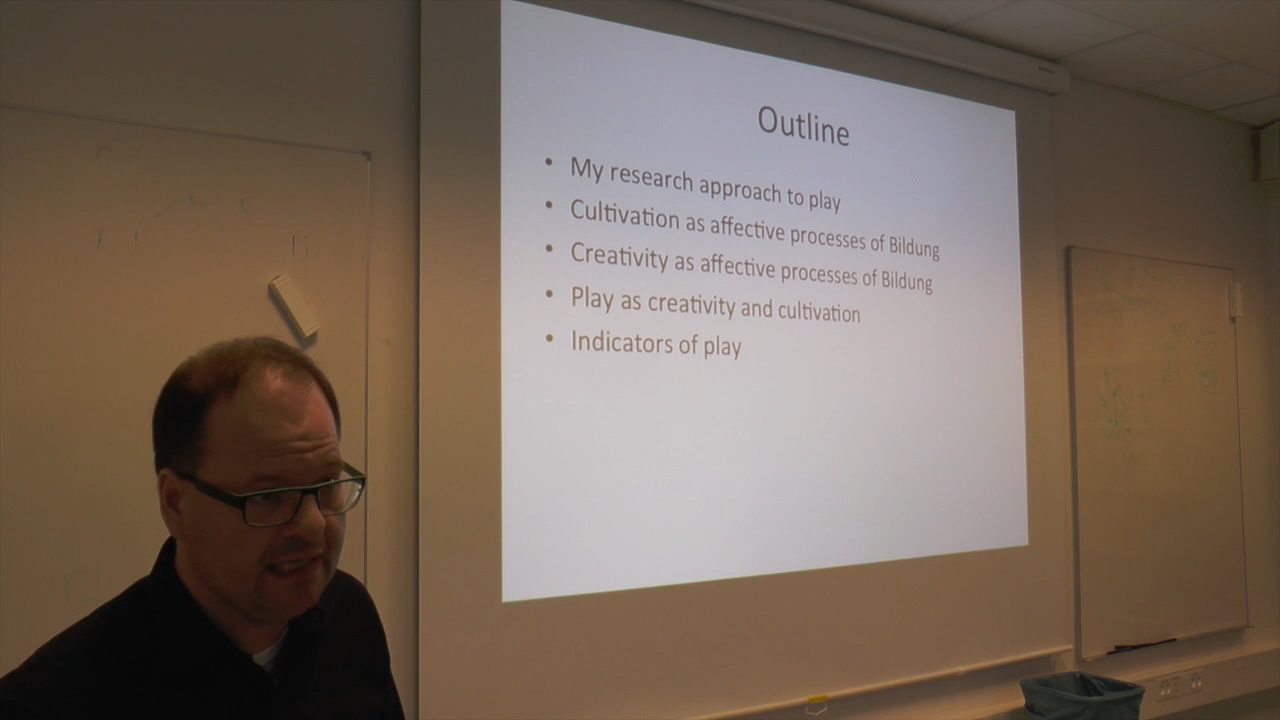 Outline
• My research approach to play
• Cultivation as affective processes of Bildung
• Creativity as affective processes of Bildung
• Play as creativity and cultivation
• Indicators of play